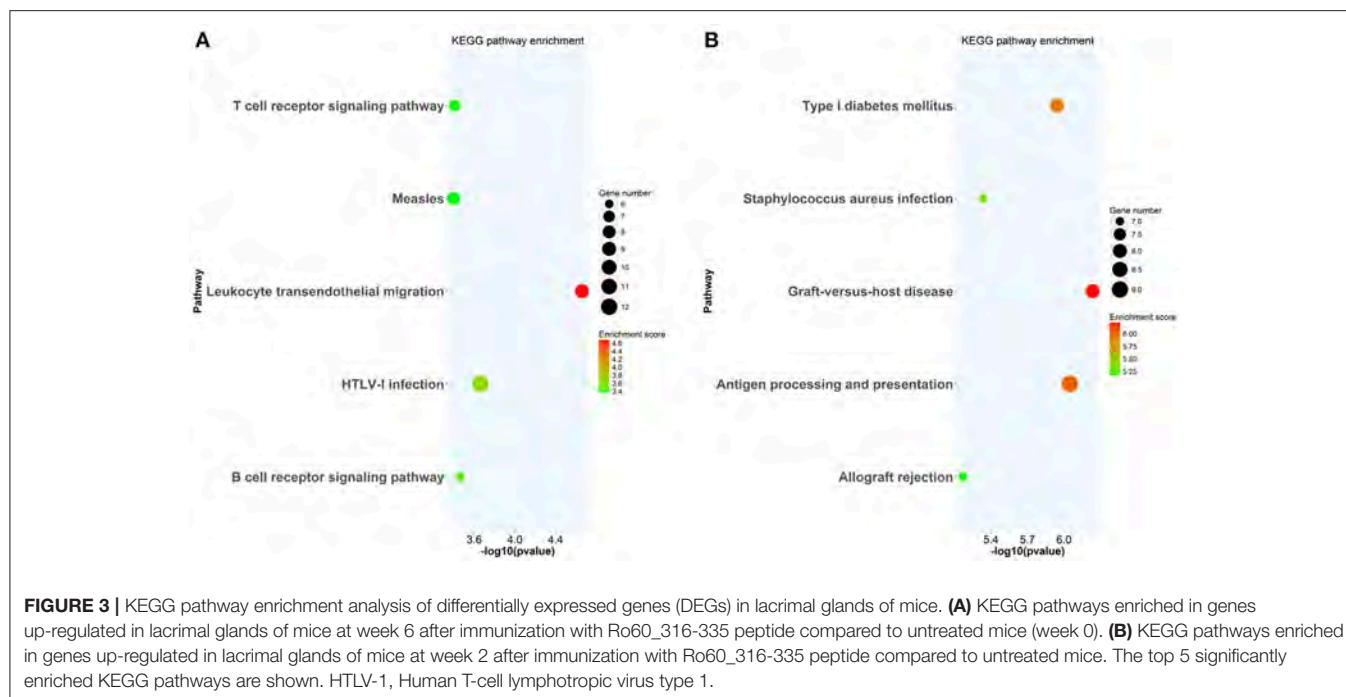 A
KEGG pathway enrichment
T cell receptor signaling pathway
Measles
Leukocyte transendothelial migration
HTLV-I infection
B cell receptor signaling pathway
Pathway
3.6 4.0 4.4
-log10(pvalue)
Gene number
6
7
8
9
10
11
12
Enrichment score
4.6
4.4
4.2
4.0
3.8
3.6
3.4
B
KEGG pathway enrichment
Type I diabetes mellitus
Staphylococcus aureus infection
Graft-versus-host disease
Antigen processing and presentation
Allograft rejection
Pathway
5.4 5.7 6.0
-log10(pvalue)
Gene number
7.0
7.5
8.0
8.5
9.0
Enrichment score
6.00
5.75
5.50
5.25
FIGURE 3 | KEGG pathway enrichment analysis of differentially expressed genes (DEGs) in lacrimal glands of mice. (A) KEGG pathways enriched in genes
up-regulated in lacrimal glands of mice at week 6 after immunization with Ro60_316-335 peptide compared to untreated mice (week 0). (B) KEGG pathways enriched
in genes up-regulated in lacrimal glands of mice at week 2 after immunization with Ro60_316-335 peptide compared to untreated mice. The top 5 significantly
enriched KEGG pathways are shown. HTLV-1, Human T-cell lymphotropic virus type 1.